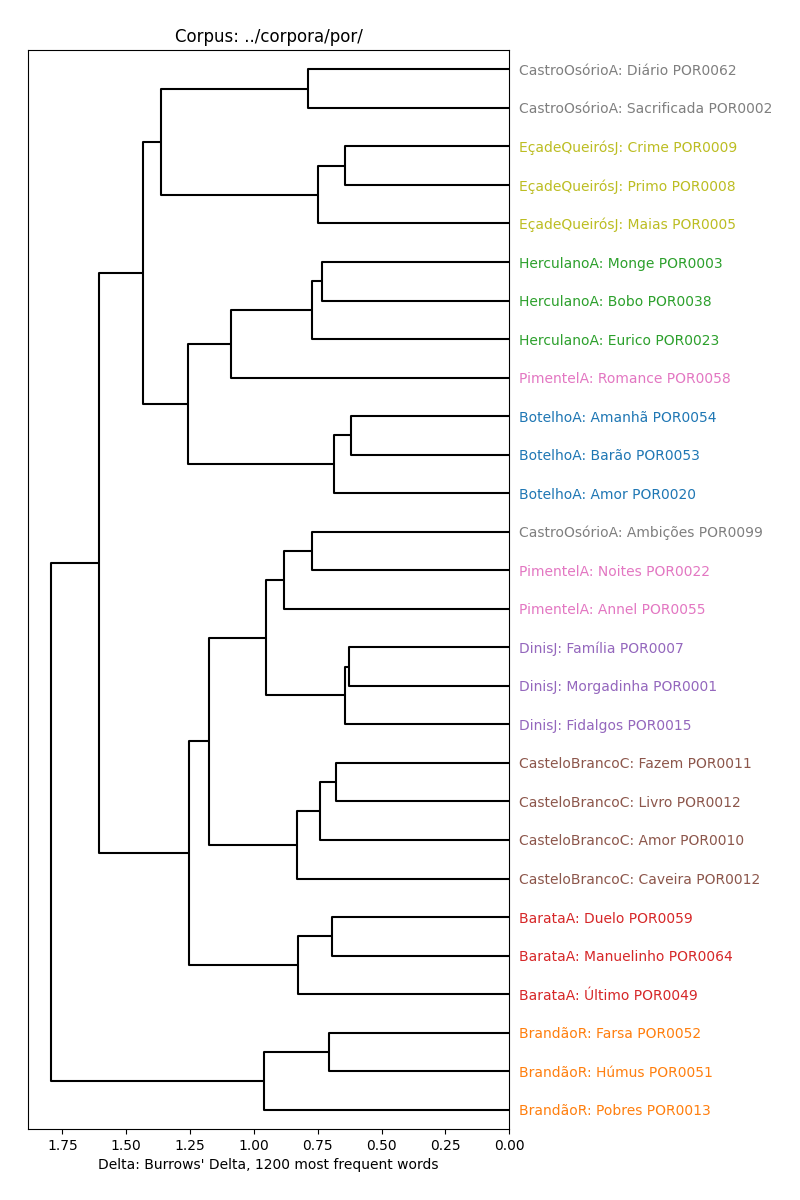 Corpus: ../corpora/por/
CastroOsórioA: Diário POR0062
CastroOsórioA: Sacrificada POR0002
EçadeQueirósJ: Crime POR0009
EçadeQueirósJ: Primo POR0008
EçadeQueirósJ: Maias POR0005
HerculanoA: Monge POR0003
HerculanoA: Bobo POR0038
HerculanoA: Eurico POR0023
PimentelA: Romance POR0058
BotelhoA: Amanhã POR0054
BotelhoA: Barão POR0053
BotelhoA: Amor POR0020
CastroOsórioA: Ambições POR0099
PimentelA: Noites POR0022
PimentelA: Annel POR0055
DinisJ: Família POR0007
DinisJ: Morgadinha POR0001
DinisJ: Fidalgos POR0015
CasteloBrancoC: Fazem POR0011
CasteloBrancoC: Livro POR0012
CasteloBrancoC: Amor POR0010
CasteloBrancoC: Caveira POR0012
BarataA: Duelo POR0059
BarataA: Manuelinho POR0064
BarataA: Último POR0049
BrandãoR: Farsa POR0052
BrandãoR: Húmus POR0051
BrandãoR: Pobres POR0013
1.75 1.50 1.25 1.00 0.75 0.50 0.25 0.00
Delta: Burrows' Delta, 1200 most frequent words